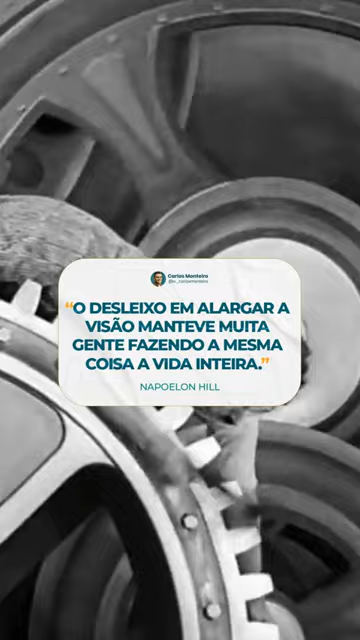 Carlos Monteiro
“O DESLEIXO EM ALARGAR A
VISÃO MANTEVE MUITA
GENTE FAZENDO A MESMA
COISA A VIDA INTEIRA.”
NAPOELON HILL